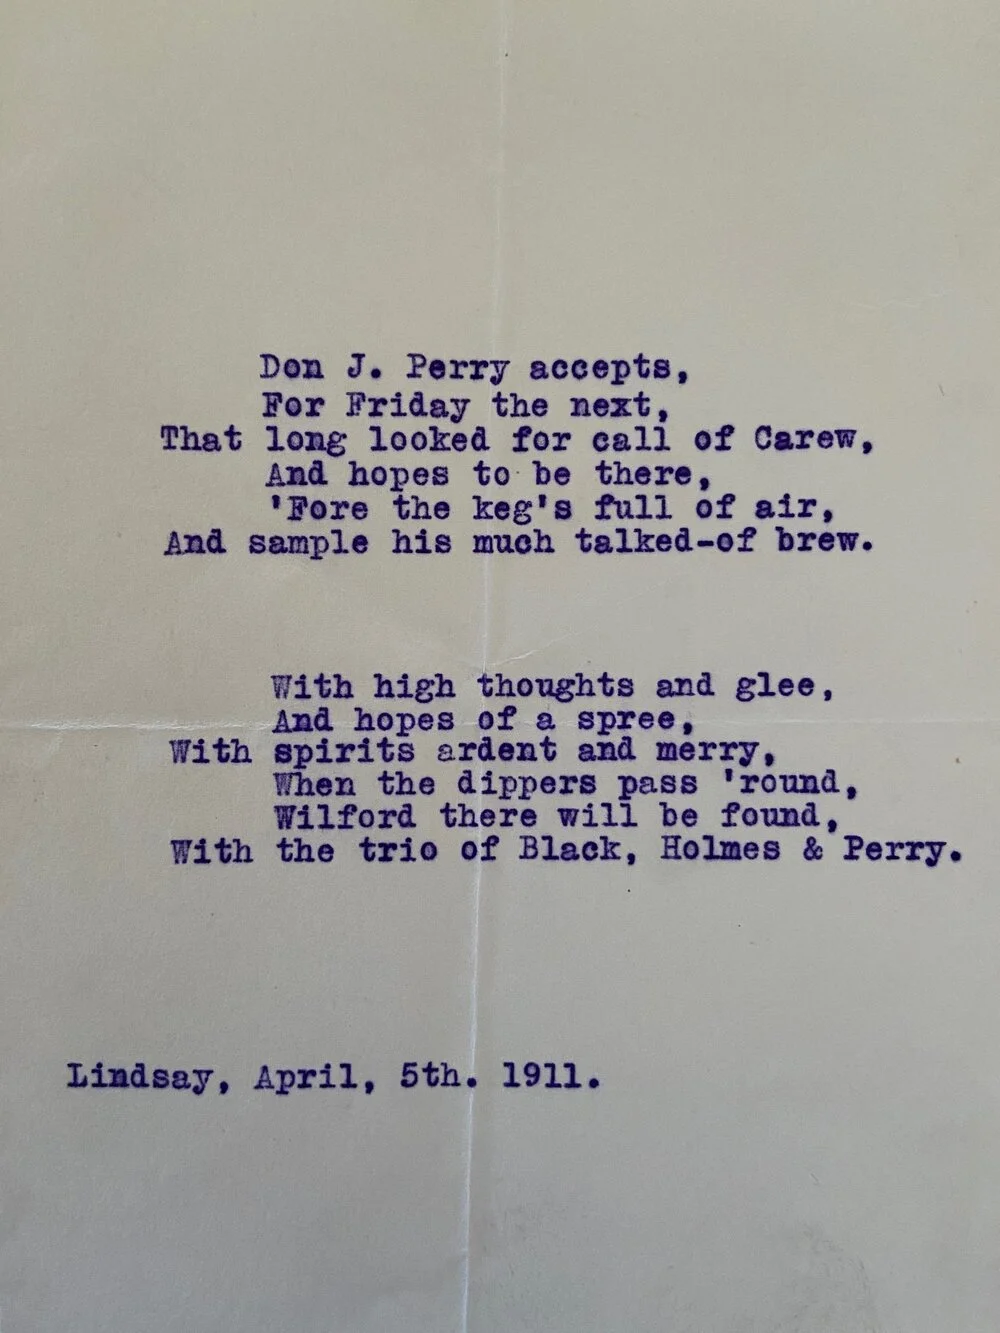 Don J. Perry accepts,
For Friday the next,
That long looked for call of Carew,
And hopes to be there,
'Fore the keg's full of air,
And sample his much talked-of brew.
With high thoughts and glee,
And hopes of a spree,
With spirits ardent and merry,
When the dippers pass 'round,
Wilford there will be found,
With the trio of Black, Holmes & Perry.
Lindsay, April, 5th. 1911.